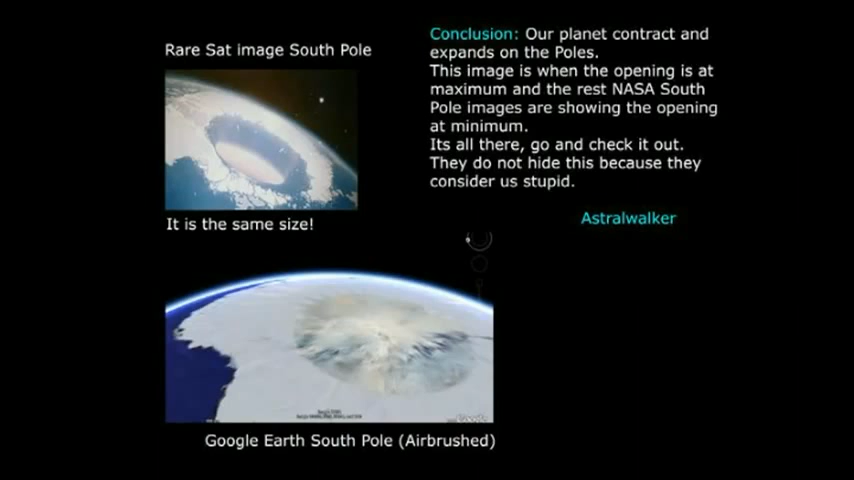 Rare Sat image South Pole
It is the same size!
Google Earth South Pole (Airbrushed)
Conclusion: Our planet contract and
expands on the Poles.
This image is when the opening is at
maximum and the rest NASA South
Pole images are showing the opening
at minimum.
Its all there, go and check it out.
They do not hide this because they
consider us stupid.
Astralwalker
Google